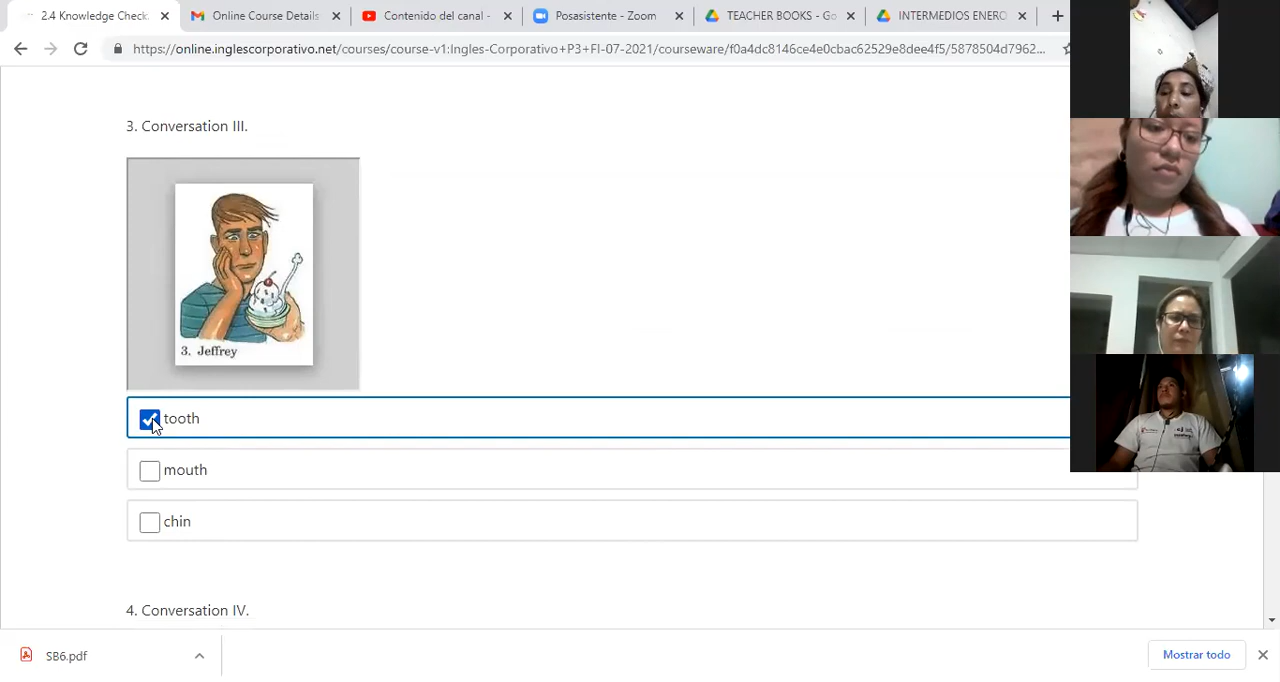 2.4 Knowledge Check.
Online Course Details
Contenido del canal -
Posasistente - Zoom
TEACHER BOOKS - Go
INTERMEDIOS ENERO
https://online.inglescorporativo.net/courses/course-v1:Ingles-Corporativo+P3+FI-07-2021/courseware/f0a4dc8146ce4e0cbac62529e8dee4f5/5878504d7962...
3. Conversation III.
3. Jeffrey
tooth
mouth
chin
4. Conversation IV.
SB6.pdf
Mostrar todo